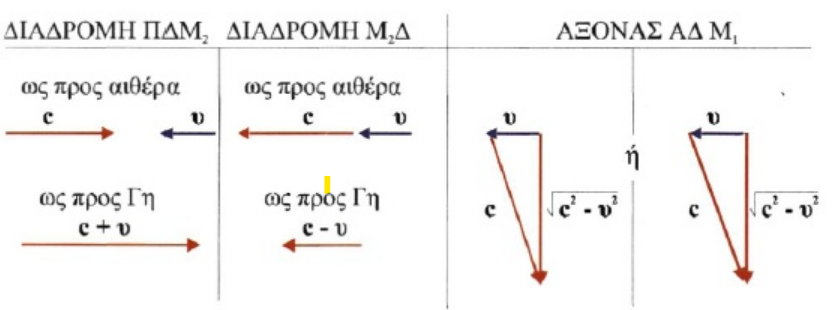 ΔΙΑΔΡΟΜΗ ΠΔΜ₂
ως προς αιθέρα
c υ
ως προς Γη
c + υ
ΔΙΑΔΡΟΜΗ Μ₂Δ
ως προς αιθέρα
c υ
ως προς Γη
c - υ
ΑΞΟΝΑΣ ΑΔ Μ₁
υ
c √c² - υ²
ή
υ
c √c² - υ²